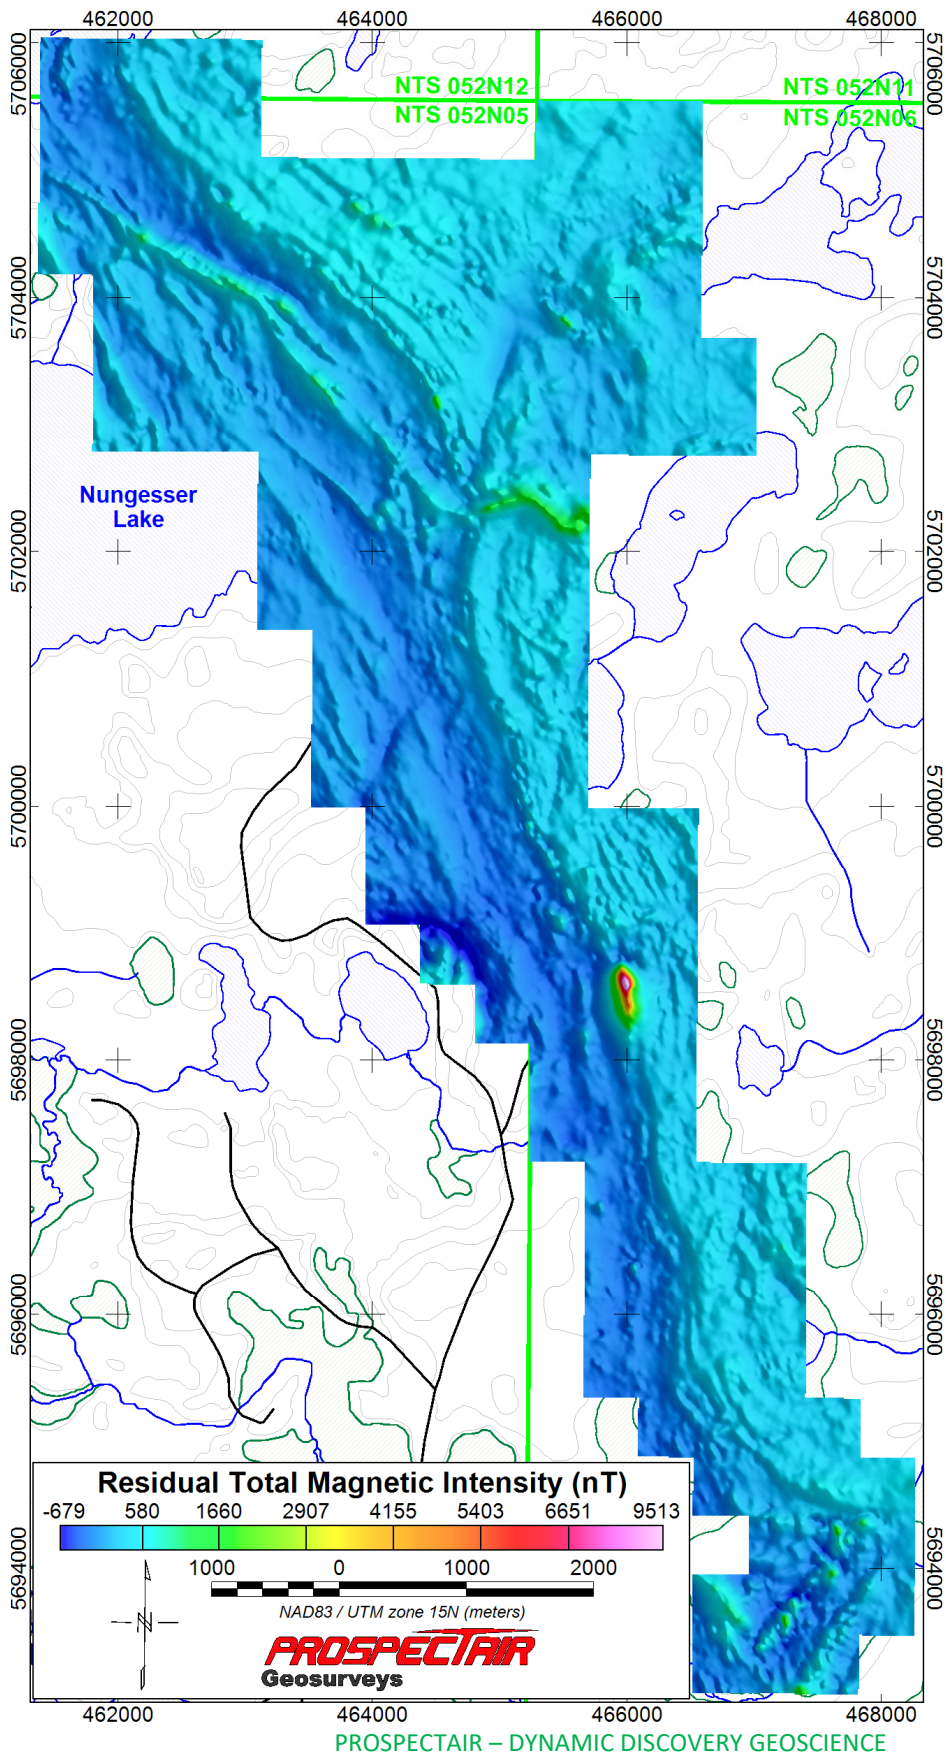 462000 464000 466000 468000
5706000 5706000
NTS 052N12 NTS 052N11
NTS 052N05 NTS 052N06
5704000 5704000
Nungesser
Lake
5702000 5702000
5700000 5700000
5698000 5698000
5696000 5696000
Residual Total Magnetic Intensity (nT)
-679 580 1660 2907 4155 5403 6651 9513
1000 0 1000 2000
NAD83 / UTM zone 15N (meters)
N
PROSPECTAIR
Geosurveys
5694000 5694000
462000 464000 466000 468000
PROSPECTAIR – DYNAMIC DISCOVERY GEOSCIENCE